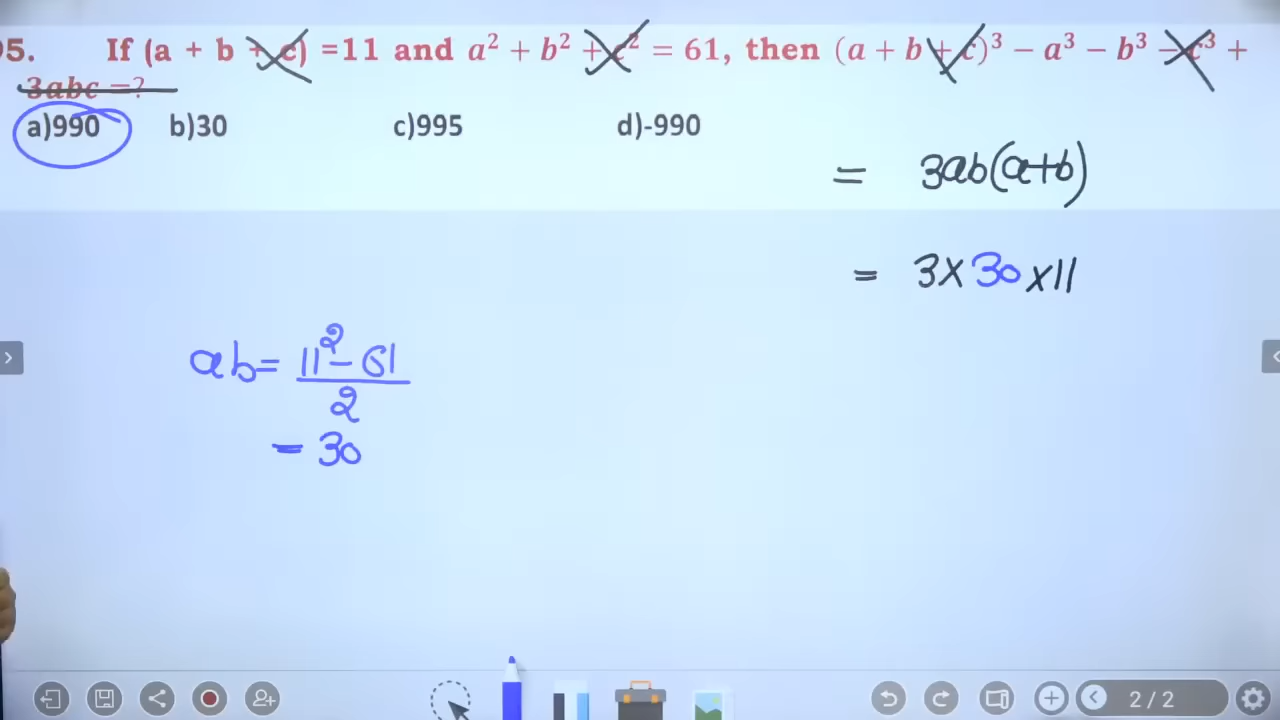 05. If (a + b + c) =11 and a² + b² + c² = 61, then (a + b + c)³ − a³ − b³ − c³ +
3abc =?
a)990 b)30 c)995 d)-990
= 3ab(a+b)
= 3×30×11
ab = 11² − 61
2
= 30
2 / 2